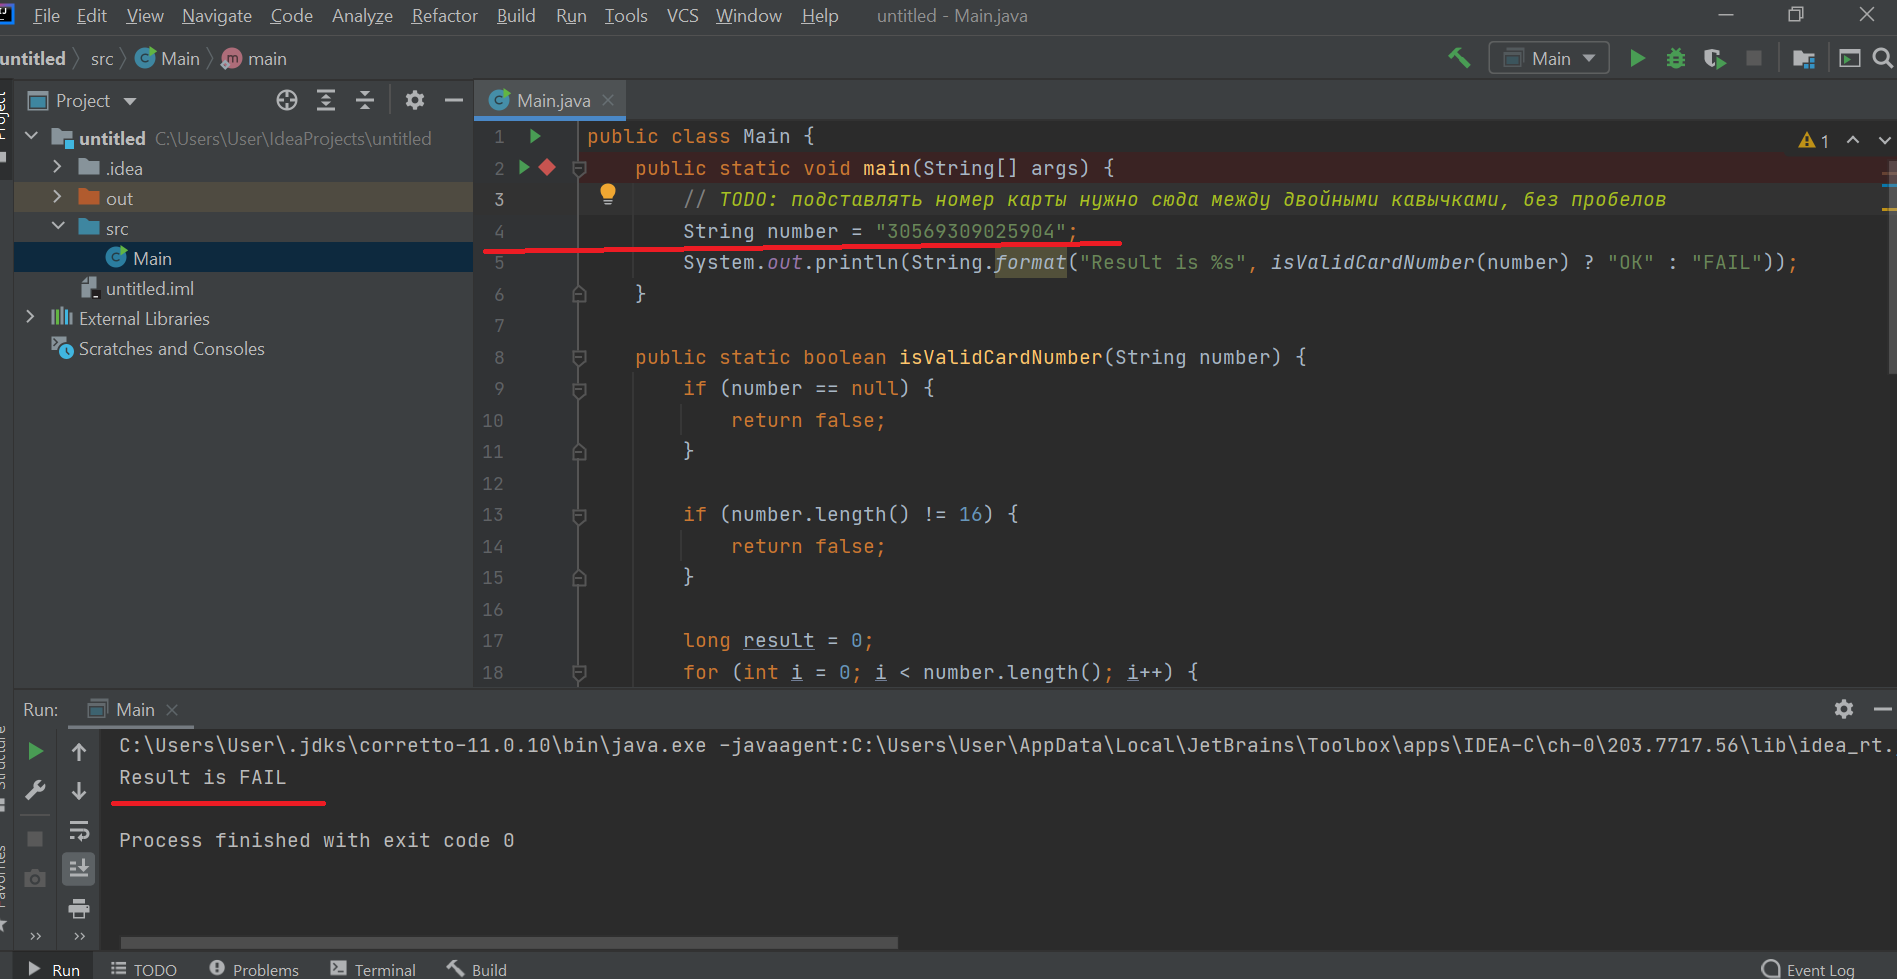 File Edit View Navigate Code Analyze Refactor Build Run Tools VCS Window Help untitled - Main.java
untitled src Main main
Main
Project
Main.java
untitled C:\Users\User\IdeaProjects\untitled
.idea
out
src
Main
untitled.iml
External Libraries
Scratches and Consoles
1 public class Main {
1
2 public static void main(String[] args) {
3 // TODO: подставлять номер карты нужно сюда между двойными кавычками, без пробелов
4 String number = "30569309025904";
5 System.out.println(String.format("Result is %s", isValidCardNumber(number) ? "OK" : "FAIL"));
6 }
7
8 public static boolean isValidCardNumber(String number) {
9 if (number == null) {
10 return false;
11 }
12
13 if (number.length() != 16) {
14 return false;
15 }
16
17 long result = 0;
18 for (int i = 0; i < number.length(); i++) {
Run: Main
C:\Users\User\.jdks\corretto-11.0.10\bin\java.exe -javaagent:C:\Users\User\AppData\Local\JetBrains\Toolbox\apps\IDEA-C\ch-0\203.7717.56\lib\idea_rt.
Result is FAIL
Process finished with exit code 0
Favorites
Run TODO Problems Terminal Build Event Log